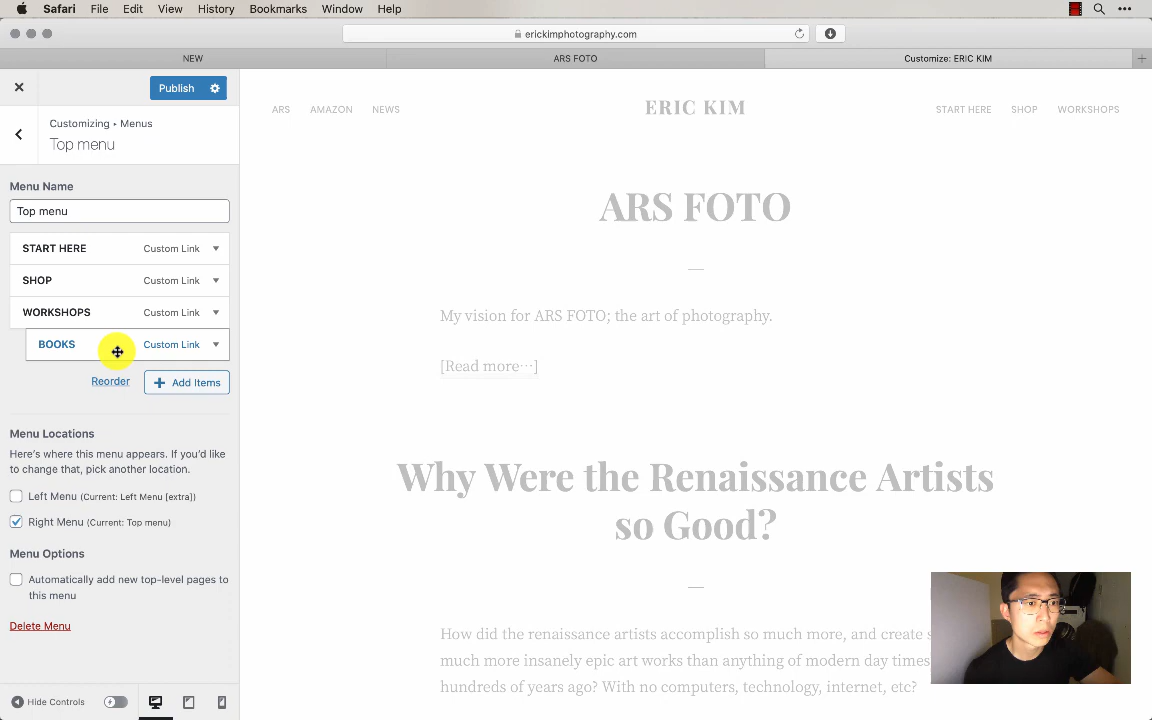 Safari File Edit View History Bookmarks Window Help
erickimphotography.com
NEW
ARS FOTO
Customize: ERIC KIM
Publish
Customizing ▸ Menus
Top menu
Menu Name
Top menu
START HERE Custom Link
SHOP Custom Link
WORKSHOPS Custom Link
BOOKS Custom Link
Reorder
Add Items
Menu Locations
Here's where this menu appears. If you'd like
to change that, pick another location.
Left Menu (Current: Left Menu [extra])
Right Menu (Current: Top menu)
Menu Options
Automatically add new top-level pages to
this menu
Delete Menu
Hide Controls
ARS AMAZON NEWS
ERIC KIM
START HERE SHOP WORKSHOPS
ARS FOTO
My vision for ARS FOTO; the art of photography.
[Read more…]
Why Were the Renaissance Artists
so Good?
How did the renaissance artists accomplish so much more, and create
much more insanely epic art works than anything of modern day times
hundreds of years ago? With no computers, technology, internet, etc?